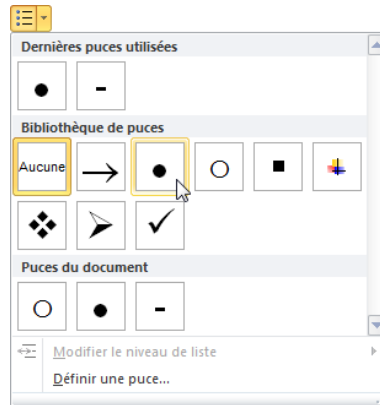 Dernières puces utilisées
Bibliothèque de puces
Aucune
Puces du document
Modifier le niveau de liste
Définir une puce...